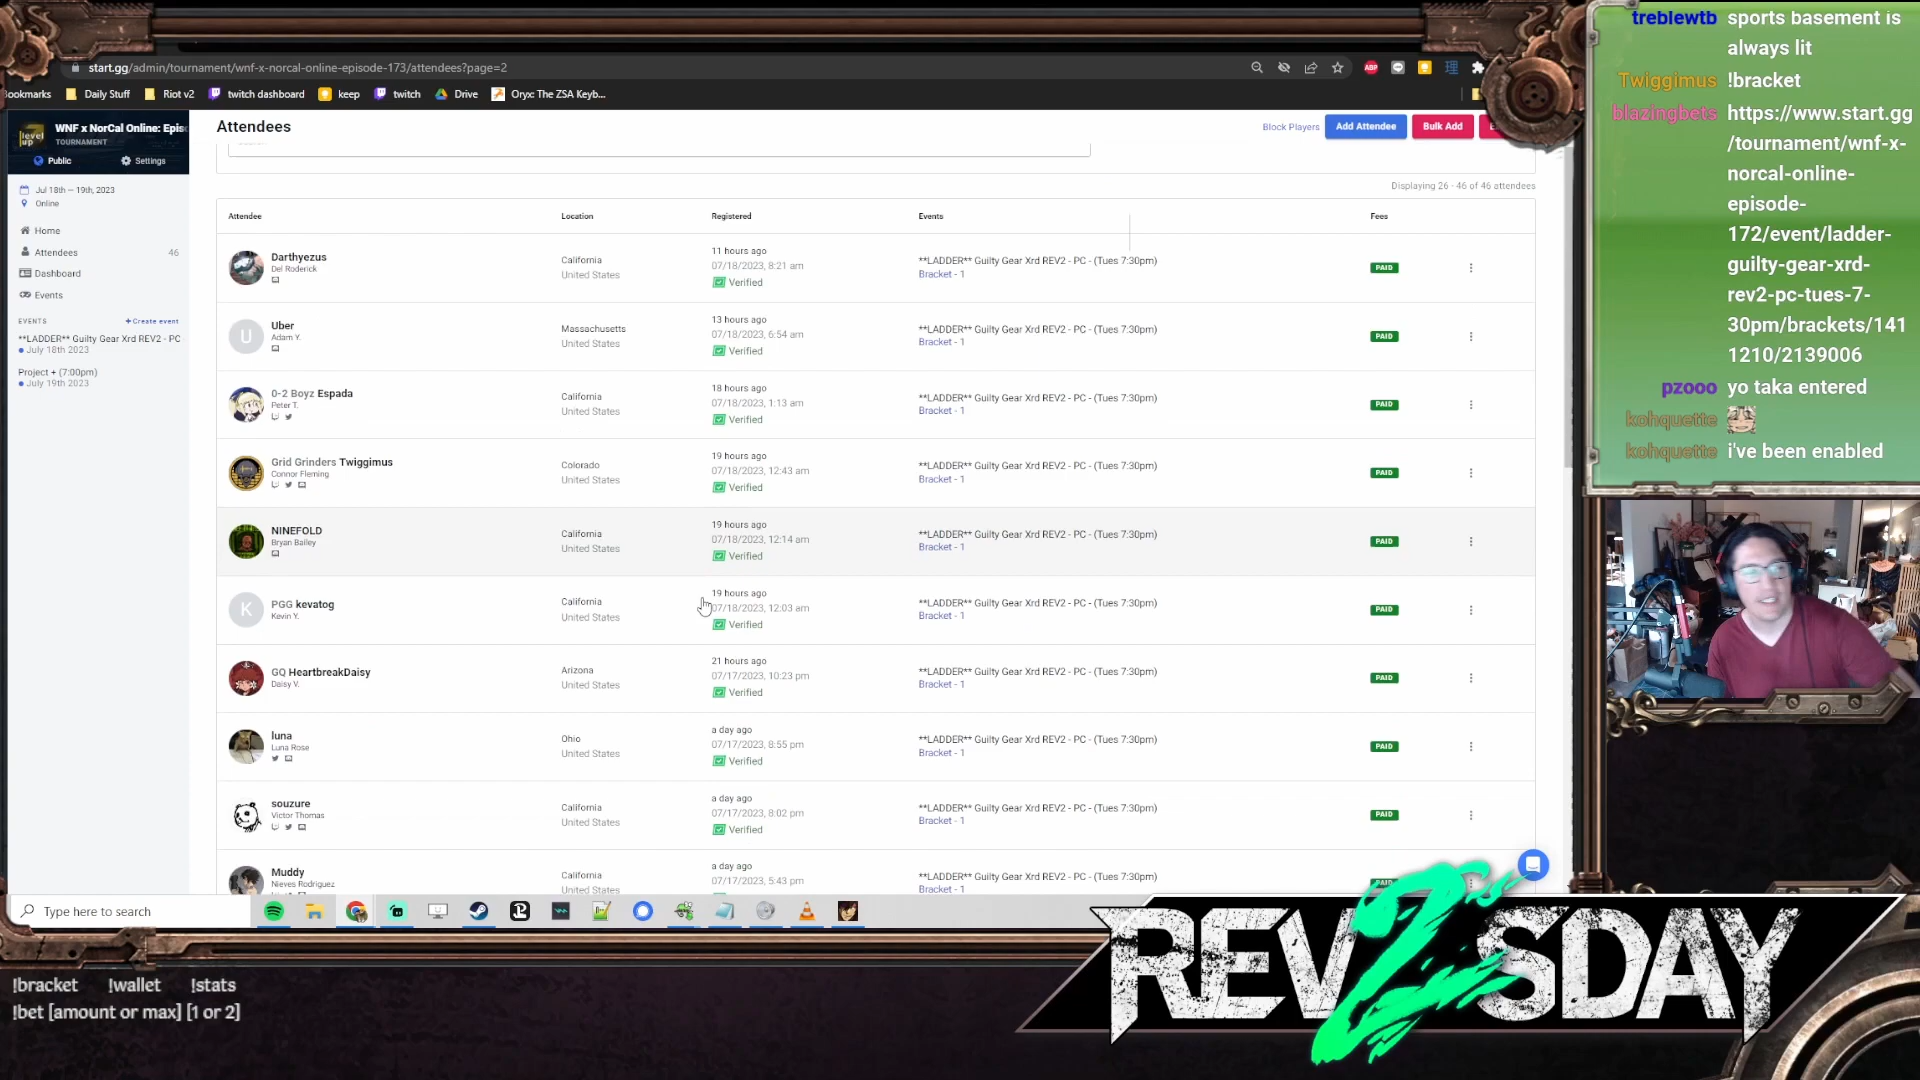 start.gg/admin/tournament/wnf-x-norcal-online-episode-173/attendees?page=2
ookmarks Daily Stuff Riot v2 twitch dashboard keep twitch Drive Oryx: The ZSA Keyb...
level up
WNF x NorCal Online: Epis
TOURNAMENT
Public Settings
Jul 18th — 19th, 2023
Online
Home
Attendees 46
Dashboard
Events
EVENTS + Create event
**LADDER** Guilty Gear Xrd REV2 - PC
July 18th 2023
Project + (7:00pm)
July 19th 2023
Attendees
Block Players Add Attendee Bulk Add
Displaying 26 - 46 of 46 attendees
Attendee Location Registered Events Fees
Darthyezus
Del Roderick
California
United States
11 hours ago
07/18/2023, 8:21 am
Verified
**LADDER** Guilty Gear Xrd REV2 - PC - (Tues 7:30pm)
Bracket - 1
PAID
U
Uber
Adam Y.
Massachusetts
United States
13 hours ago
07/18/2023, 6:54 am
Verified
**LADDER** Guilty Gear Xrd REV2 - PC - (Tues 7:30pm)
Bracket - 1
PAID
0-2 Boyz Espada
Peter T.
California
United States
18 hours ago
07/18/2023, 1:13 am
Verified
**LADDER** Guilty Gear Xrd REV2 - PC - (Tues 7:30pm)
Bracket - 1
PAID
Grid Grinders Twiggimus
Connor Fleming
Colorado
United States
19 hours ago
07/18/2023, 12:43 am
Verified
**LADDER** Guilty Gear Xrd REV2 - PC - (Tues 7:30pm)
Bracket - 1
PAID
NINEFOLD
Bryan Bailey
California
United States
19 hours ago
07/18/2023, 12:14 am
Verified
**LADDER** Guilty Gear Xrd REV2 - PC - (Tues 7:30pm)
Bracket - 1
PAID
K
PGG kevatog
Kevin Y.
California
United States
19 hours ago
07/18/2023, 12:03 am
Verified
**LADDER** Guilty Gear Xrd REV2 - PC - (Tues 7:30pm)
Bracket - 1
PAID
GQ HeartbreakDaisy
Daisy V.
Arizona
United States
21 hours ago
07/17/2023, 10:23 pm
Verified
**LADDER** Guilty Gear Xrd REV2 - PC - (Tues 7:30pm)
Bracket - 1
PAID
luna
Luna Rose
Ohio
United States
a day ago
07/17/2023, 8:55 pm
Verified
**LADDER** Guilty Gear Xrd REV2 - PC - (Tues 7:30pm)
Bracket - 1
PAID
souzure
Victor Thomas
California
United States
a day ago
07/17/2023, 8:02 pm
Verified
**LADDER** Guilty Gear Xrd REV2 - PC - (Tues 7:30pm)
Bracket - 1
PAID
Muddy
Nieves Rodriguez
California
United States
a day ago
07/17/2023, 5:43 pm
**LADDER** Guilty Gear Xrd REV2 - PC - (Tues 7:30pm)
Bracket - 1
Type here to search
treblewtb sports basement is
always lit
Twiggimus !bracket
blazingbets https://www.start.gg
/tournament/wnf-x-
norcal-online-
episode-
172/event/ladder-
guilty-gear-xrd-
rev2-pc-tues-7-
30pm/brackets/141
1210/2139006
pzooo yo taka entered
kohquette
kohquette i've been enabled
!bracket !wallet !stats
!bet [amount or max] [1 or 2]
REV2SDAY